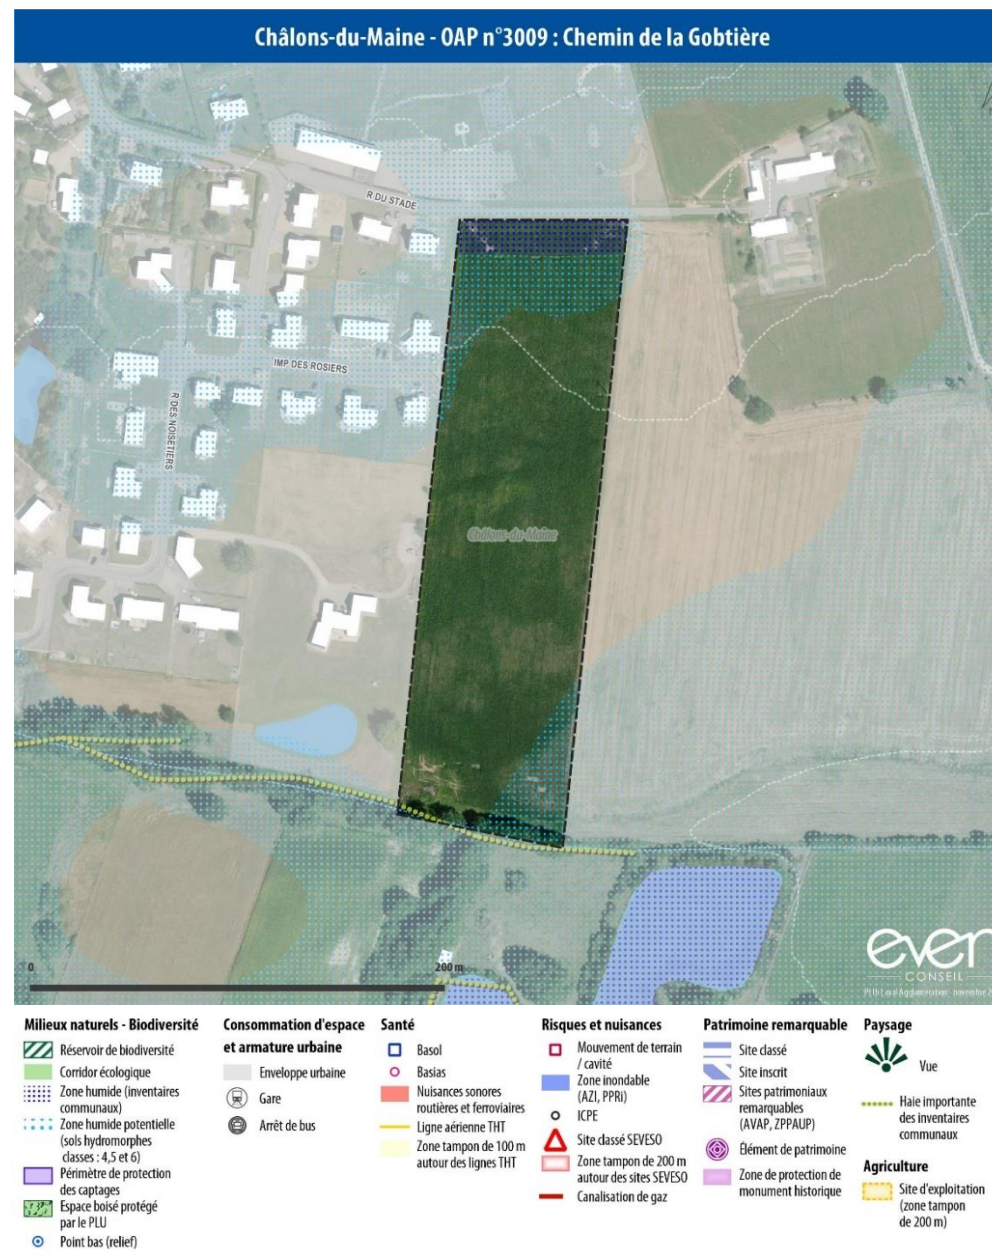 Châlons-du-Maine - OAP n°3009 : Chemin de la Gobtière
R DU STADE
IMP DES ROSIERS
R DES NOISETIERS
Châlons-du-Maine
0
200 m
even
CONSEIL
PLUi Laval Agglomération - novembre
Milieux naturels - Biodiversité
Réservoir de biodiversité
Corridor écologique
Zone humide (inventaires
communaux)
Zone humide potentielle
(sols hydromorphes
classes : 4,5 et 6)
Périmètre de protection
des captages
Espace boisé protégé
par le PLU
Point bas (relief)
Consommation d'espace
et armature urbaine
Enveloppe urbaine
Gare
Arrêt de bus
Santé
Basol
Basias
Nuisances sonores
routières et ferroviaires
Ligne aérienne THT
Zone tampon de 100 m
autour des lignes THT
Risques et nuisances
Mouvement de terrain
/ cavité
Zone inondable
(AZI, PPRi)
ICPE
Site classé SEVESO
Zone tampon de 200 m
autour des sites SEVESO
Canalisation de gaz
Patrimoine remarquable
Site classé
Site inscrit
Sites patrimoniaux
remarquables
(AVAP, ZPPAUP)
Élément de patrimoine
Zone de protection de
monument historique
Paysage
Vue
Haie importante
des inventaires
communaux
Agriculture
Site d'exploitation
(zone tampon
de 200 m)